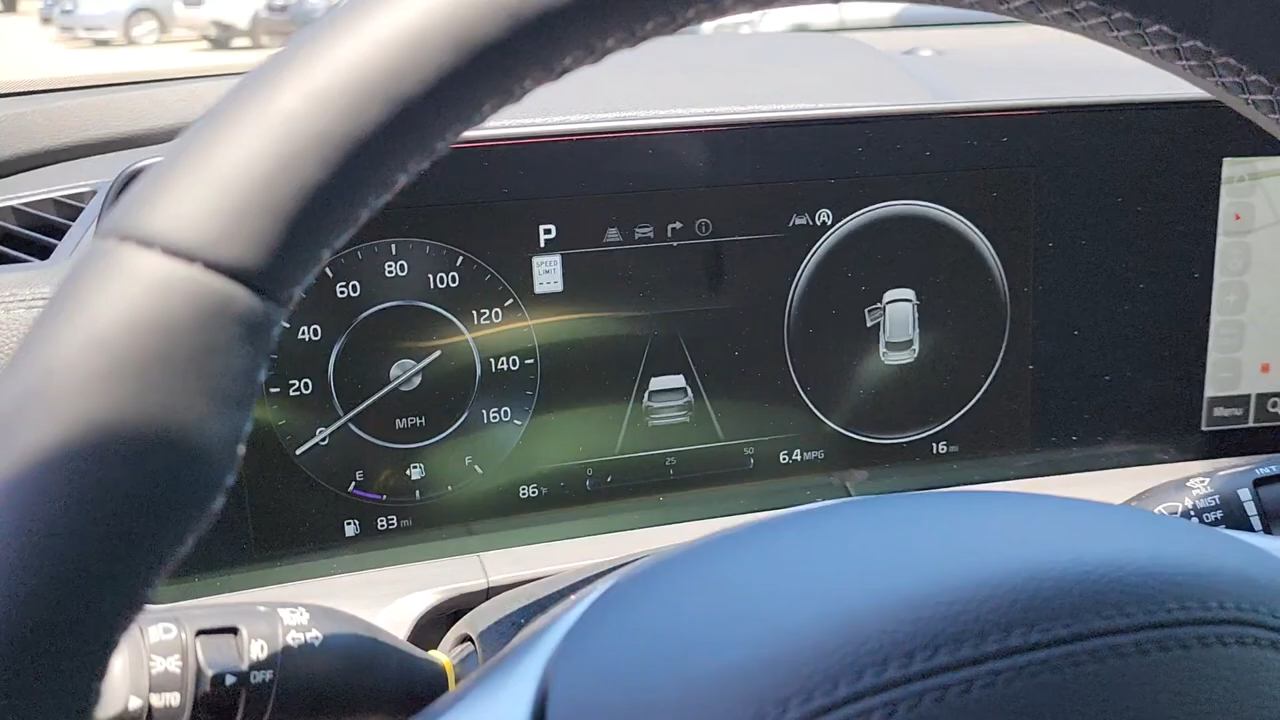 P
SPEED
LIMIT
---
0
20
40
60
80
100
120
140
160
MPH
E
F
83 mi
86°F
0
25
50
6.4 MPG
16 mi
Menu
INT
MIST
OFF
OFF
AUTO